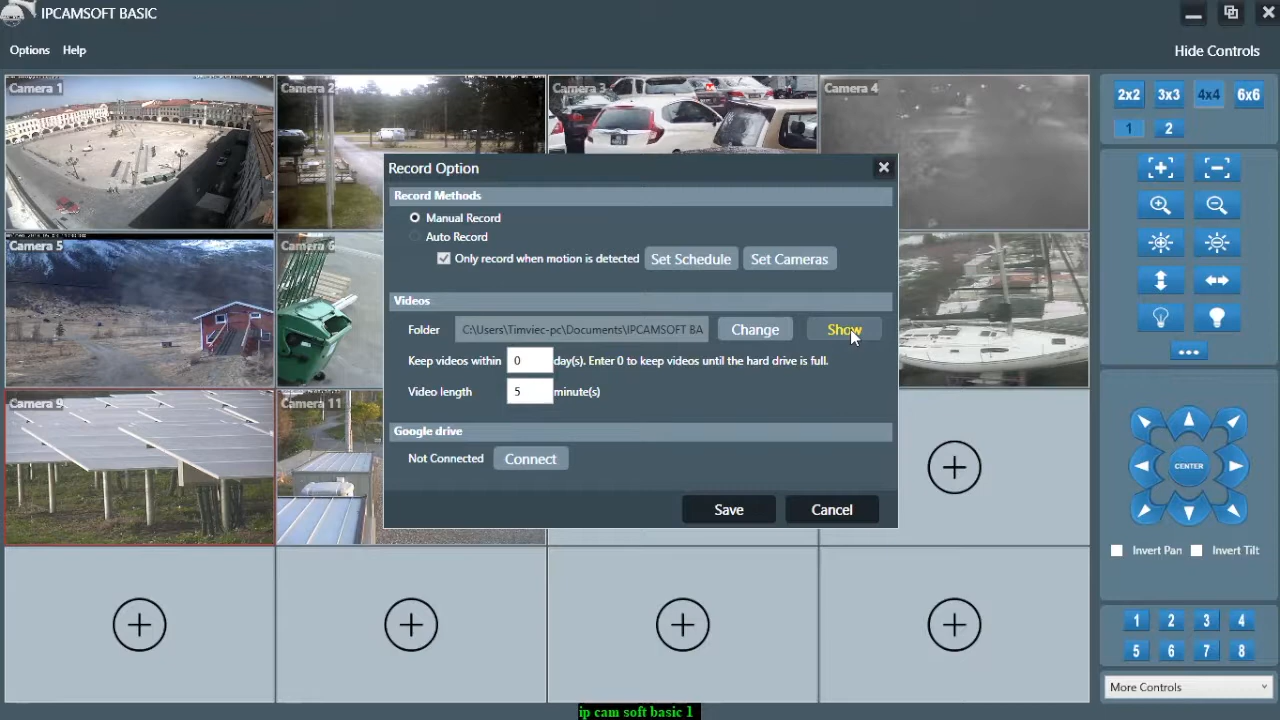 IPCAMSOFT BASIC
Options Help
Hide Controls
Camera 1
Camera 2
Camera 3
Camera 4
2x2 3x3 4x4 6x6
1 2
Record Option
Record Methods
Manual Record
Auto Record
Only record when motion is detected Set Schedule Set Cameras
Camera 5
Camera 6
Videos
Folder C:\Users\Timviec-pc\Documents\IPCAMSOFT BA Change Show
Keep videos within 0 day(s). Enter 0 to keep videos until the hard drive is full.
Video length 5 minute(s)
Camera 9
Camera 11
Google drive
Not Connected Connect
CENTER
Save Cancel
Invert Pan Invert Tilt
1 2 3 4
5 6 7 8
More Controls
ip cam soft basic 1